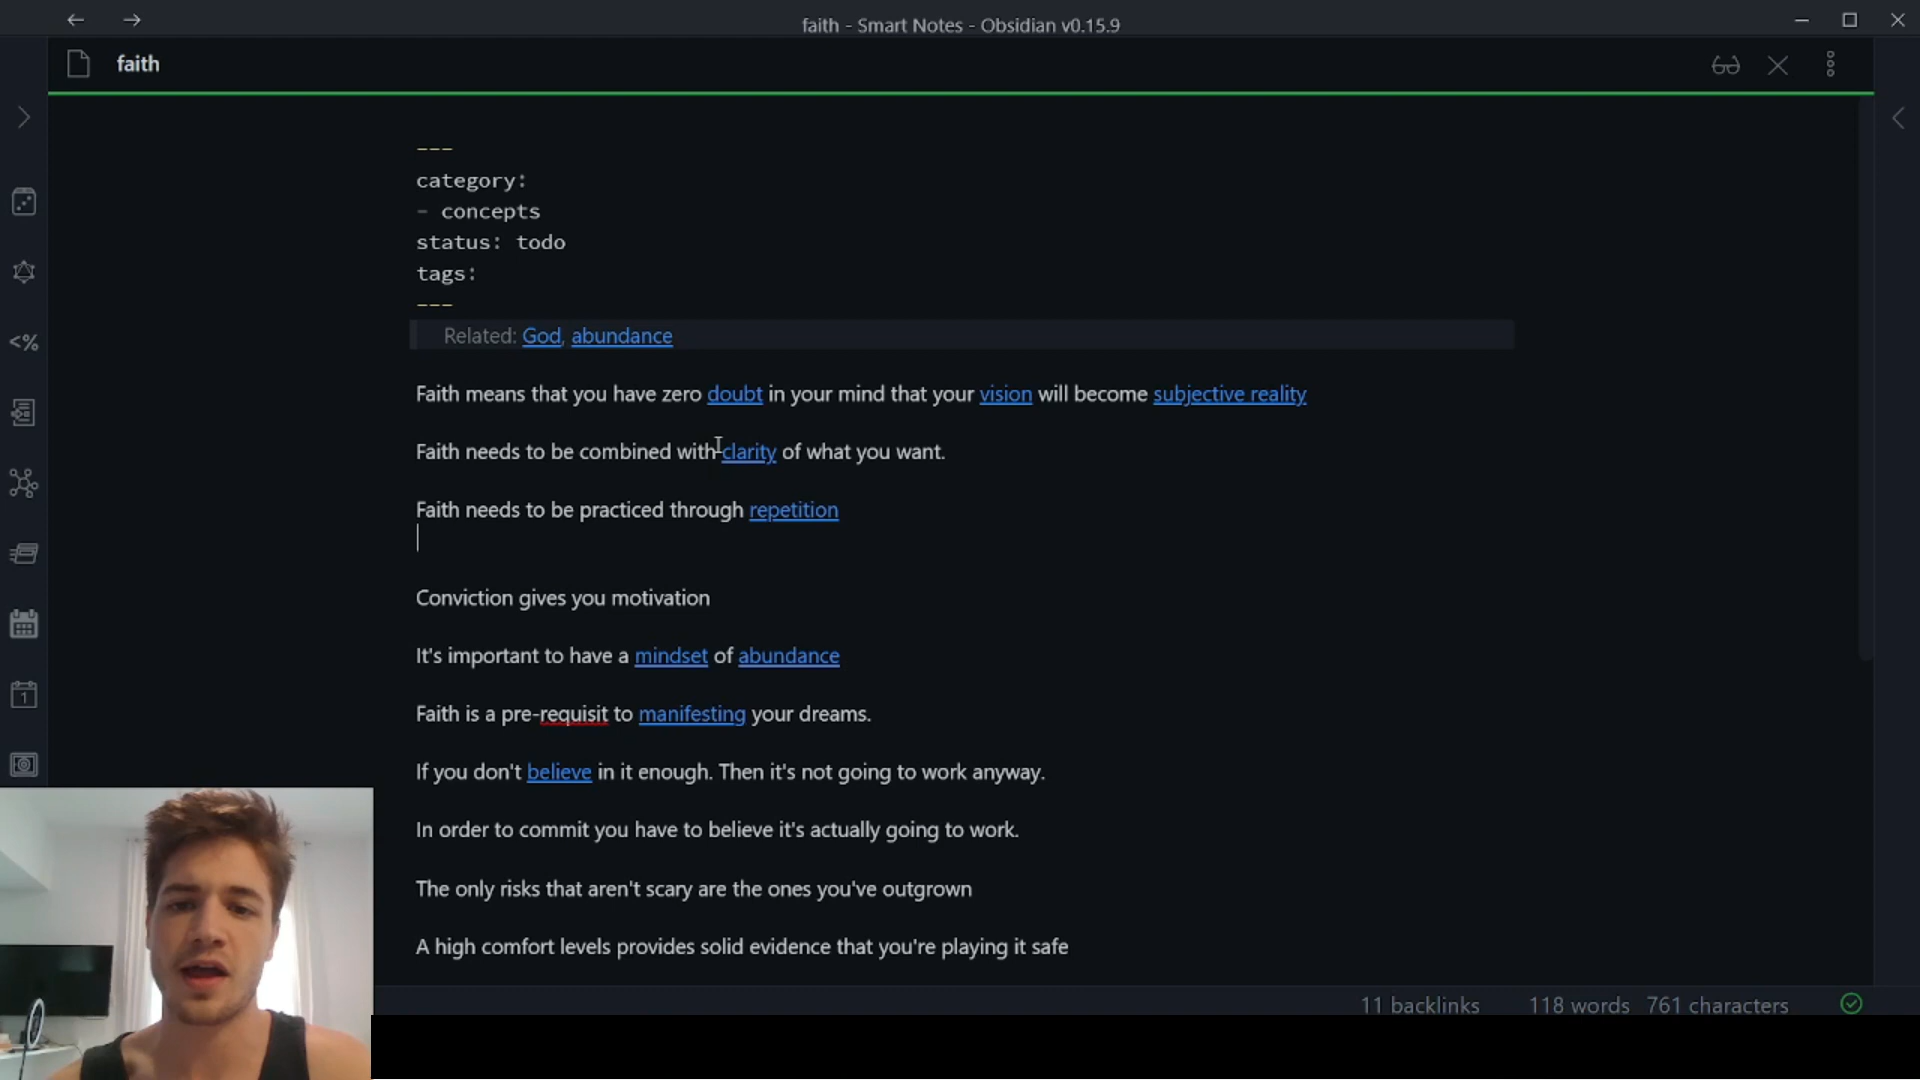 faith - Smart Notes - Obsidian v0.15.9
faith
---
category:
- concepts
status: todo
tags:
---
Related: God, abundance
Faith means that you have zero doubt in your mind that your vision will become subjective reality
Faith needs to be combined with clarity of what you want.
Faith needs to be practiced through repetition
Conviction gives you motivation
It's important to have a mindset of abundance
Faith is a pre-requisit to manifesting your dreams.
If you don't believe in it enough. Then it's not going to work anyway.
In order to commit you have to believe it's actually going to work.
The only risks that aren't scary are the ones you've outgrown
A high comfort levels provides solid evidence that you're playing it safe
<%
1
11 backlinks 118 words 761 characters